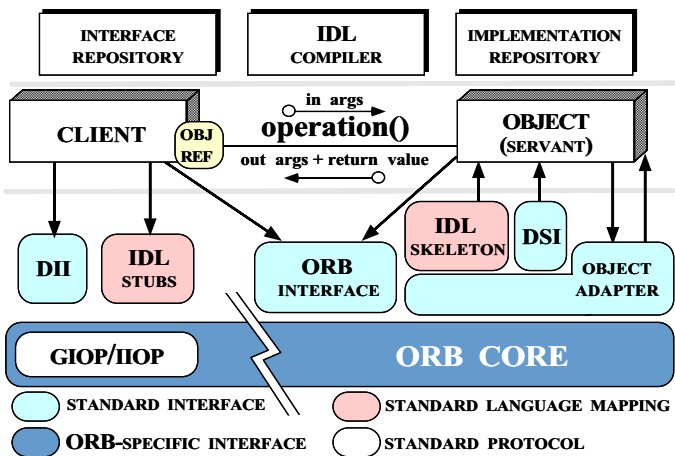 INTERFACE
REPOSITORY
IDL
COMPILER
IMPLEMENTATION
REPOSITORY
CLIENT
OBJ
REF
in args
operation()
out args + return value
OBJECT
(SERVANT)
DII
IDL
STUBS
ORB
INTERFACE
IDL
SKELETON
DSI
OBJECT
ADAPTER
GIOP/IIOP
ORB CORE
STANDARD INTERFACE
STANDARD LANGUAGE MAPPING
ORB-SPECIFIC INTERFACE
STANDARD PROTOCOL